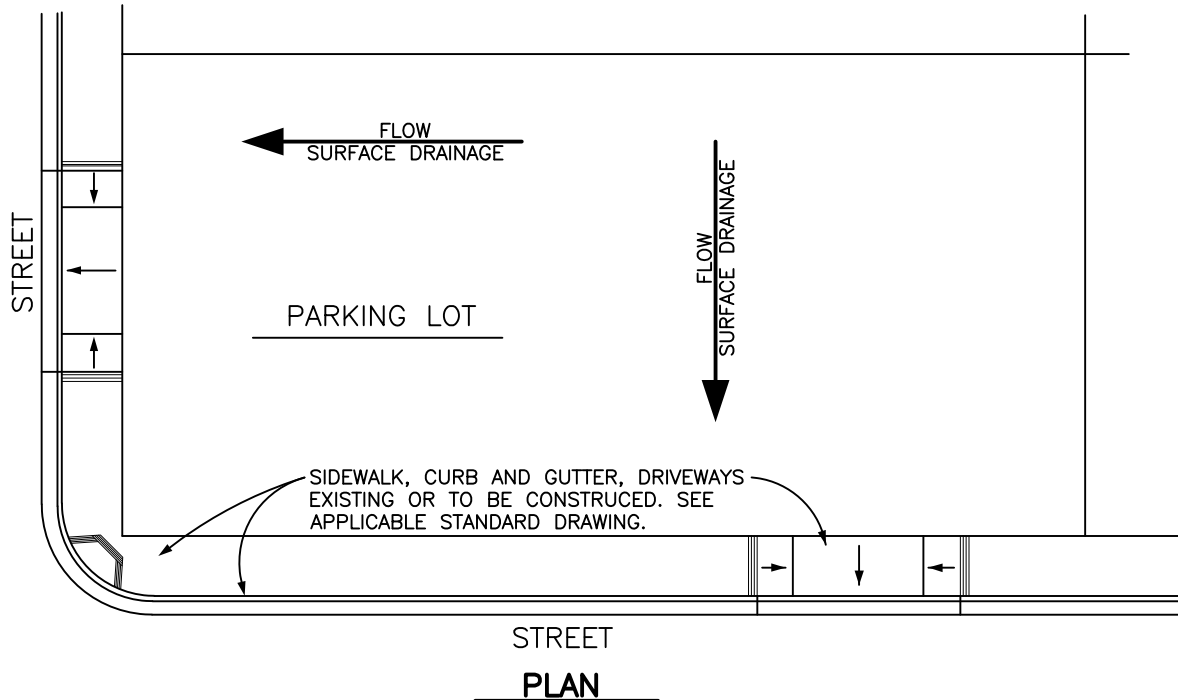 FLOW
SURFACE DRAINAGE
FLOW
SURFACE DRAINAGE
STREET
PARKING LOT
SIDEWALK, CURB AND GUTTER, DRIVEWAYS
EXISTING OR TO BE CONSTRUCED. SEE
APPLICABLE STANDARD DRAWING.
STREET
PLAN